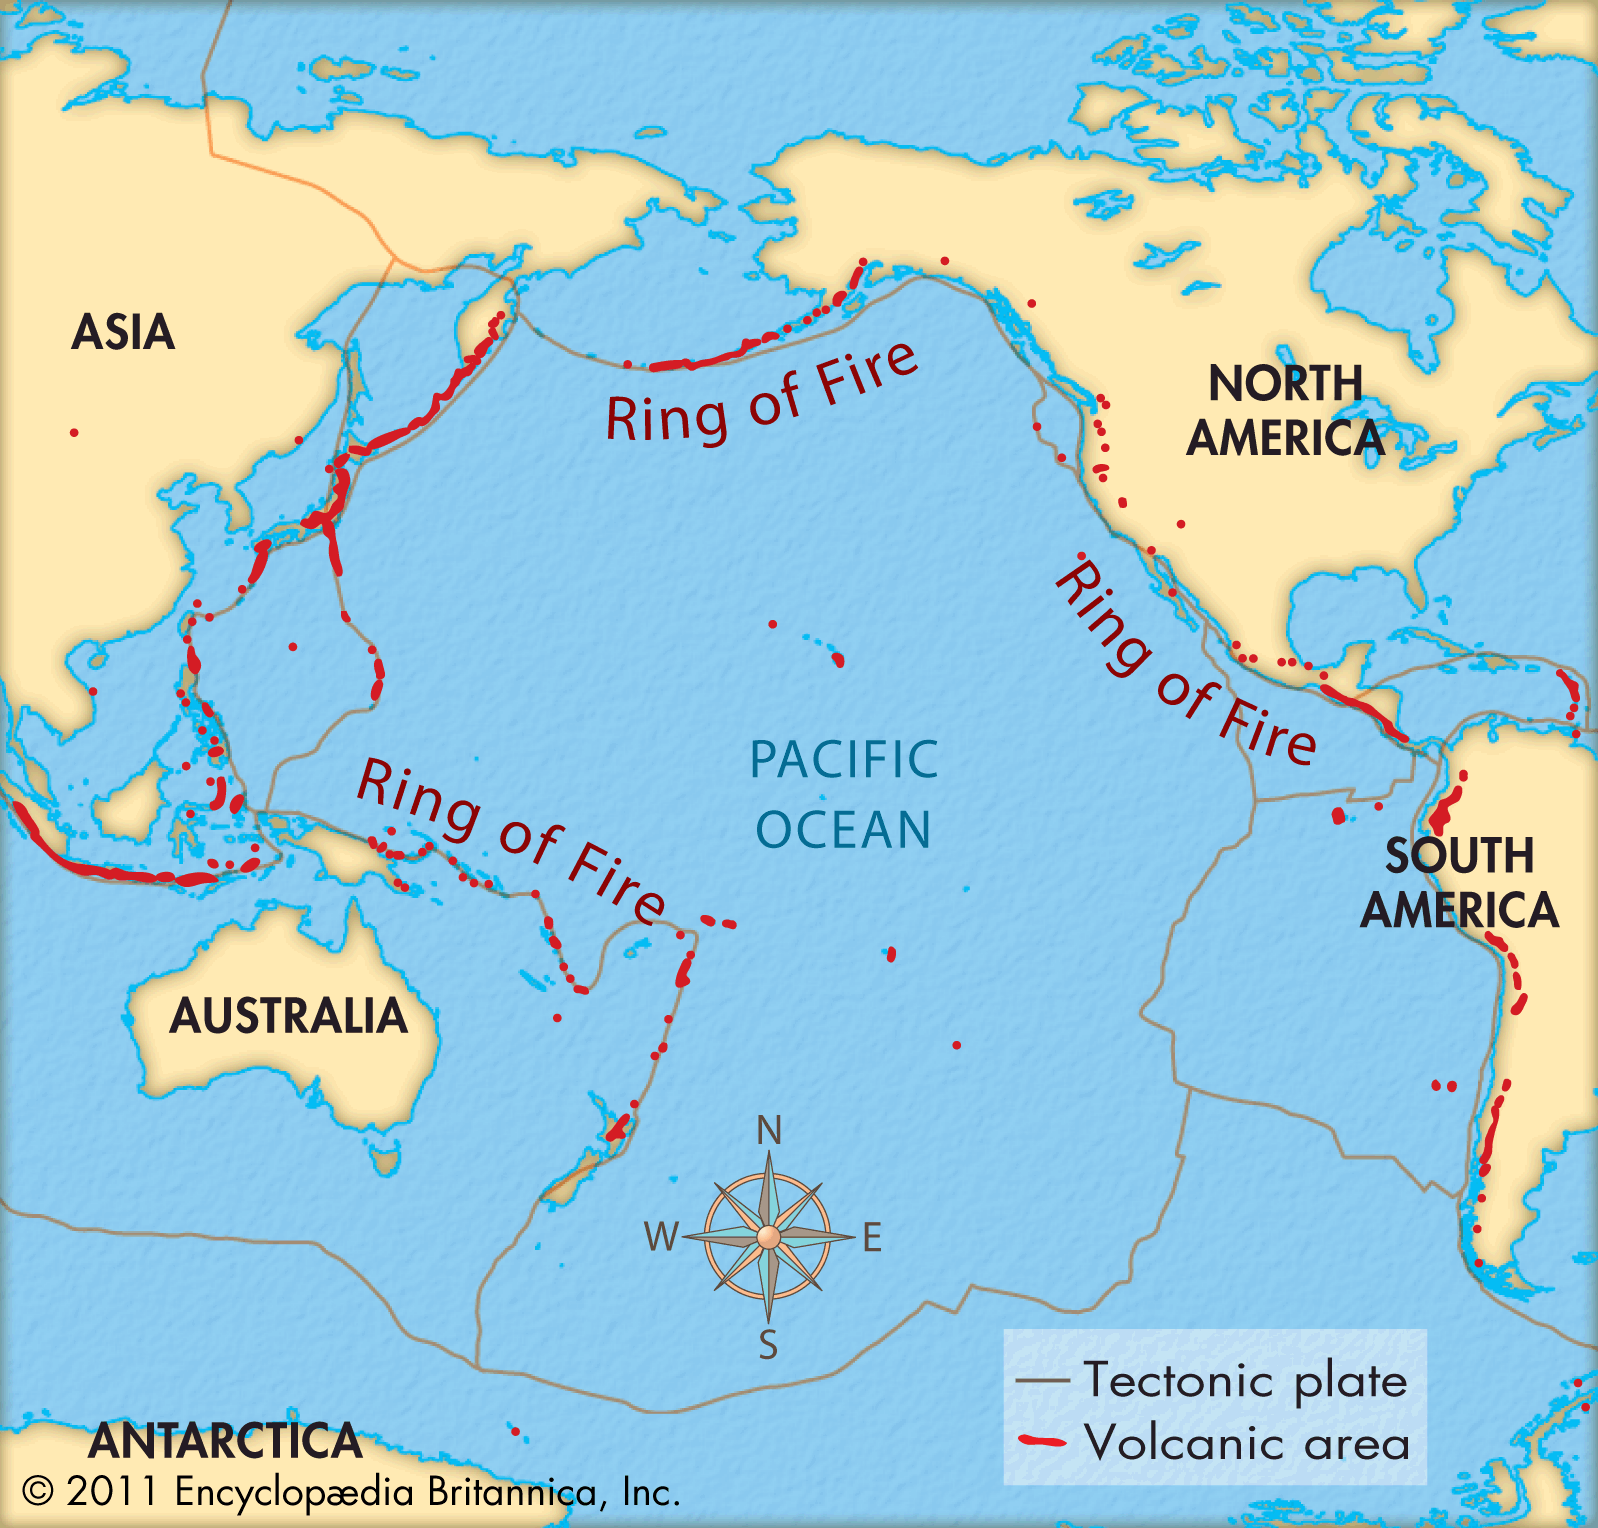 ASIA
NORTH
AMERICA
Ring of Fire
Ring of Fire
PACIFIC
OCEAN
Ring of Fire
SOUTH
AMERICA
AUSTRALIA
N
W
E
S
Tectonic plate
Volcanic area
ANTARCTICA
© 2011 Encyclopædia Britannica, Inc.